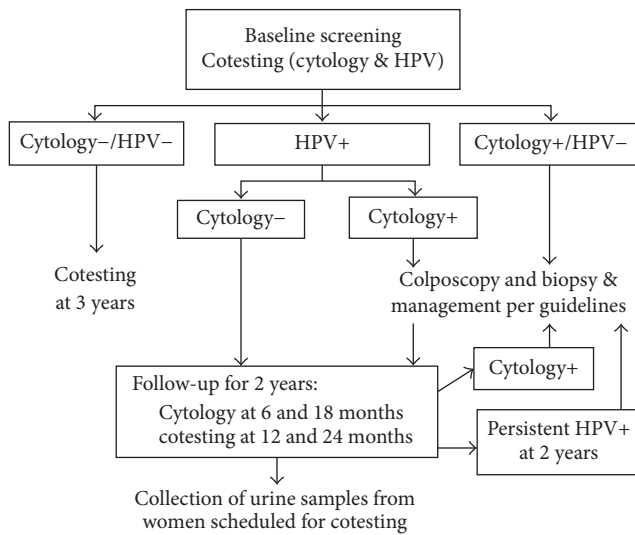 Baseline screening
Cotesting (cytology & HPV)
Cytology−/HPV−
HPV+
Cytology+/HPV−
Cytology−
Cytology+
Cotesting
at 3 years
Colposcopy and biopsy &
management per guidelines
Follow-up for 2 years:
Cytology at 6 and 18 months
cotesting at 12 and 24 months
Cytology+
Persistent HPV+
at 2 years
Collection of urine samples from
women scheduled for cotesting